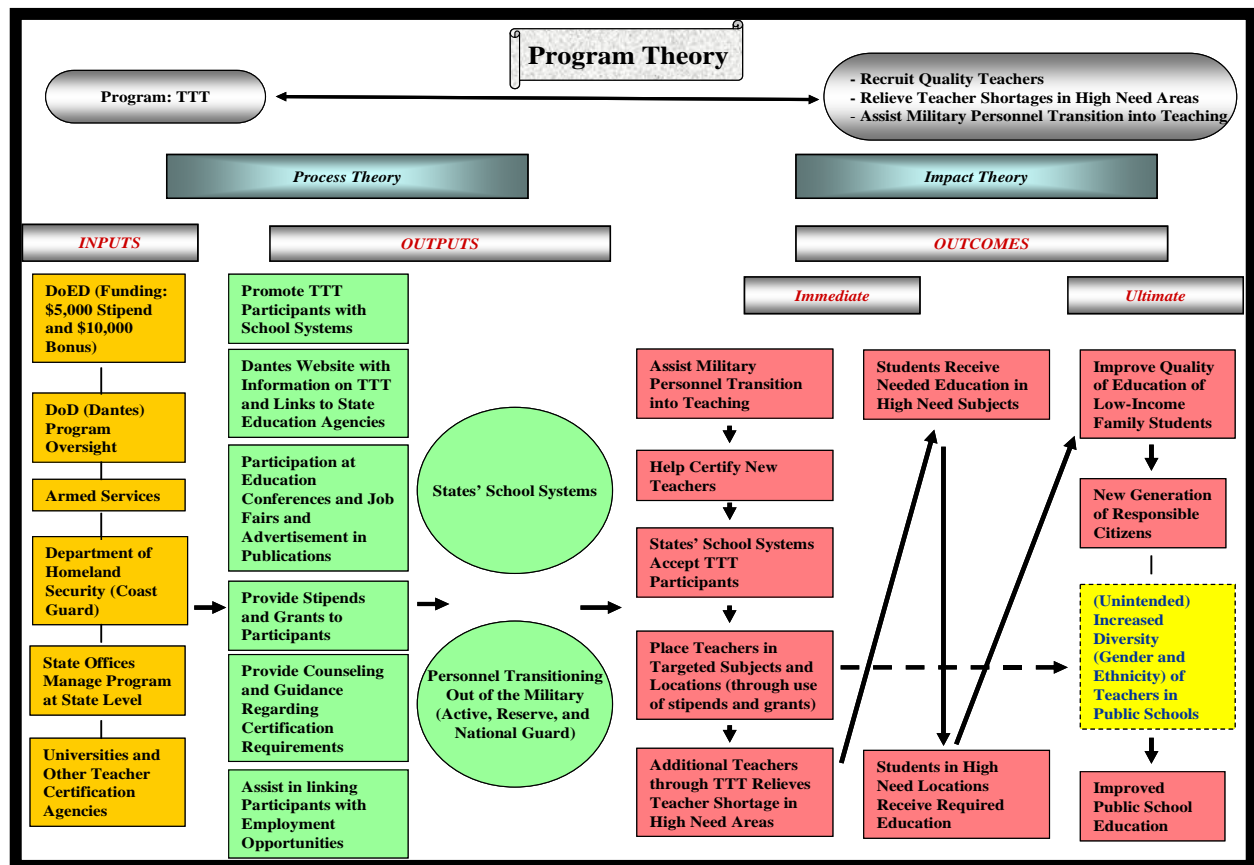 Program Theory
Program: TTT
- Recruit Quality Teachers
- Relieve Teacher Shortages in High Need Areas
- Assist Military Personnel Transition into Teaching
Process Theory
Impact Theory
INPUTS
OUTPUTS
OUTCOMES
Immediate
Ultimate
DoED (Funding:
$5,000 Stipend
and $10,000
Bonus)
DoD (Dantes)
Program
Oversight
Armed Services
Department of
Homeland
Security (Coast
Guard)
State Offices
Manage Program
at State Level
Universities and
Other Teacher
Certification
Agencies
Promote TTT
Participants with
School Systems
Dantes Website with
Information on TTT
and Links to State
Education Agencies
Participation at
Education
Conferences and Job
Fairs and
Advertisement in
Publications
Provide Stipends
and Grants to
Participants
Provide Counseling
and Guidance
Regarding
Certification
Requirements
Assist in linking
Participants with
Employment
Opportunities
States’ School Systems
Personnel Transitioning
Out of the Military
(Active, Reserve, and
National Guard)
Assist Military
Personnel Transition
into Teaching
Help Certify New
Teachers
States’ School Systems
Accept TTT
Participants
Place Teachers in
Targeted Subjects and
Locations (through use
of stipends and grants)
Additional Teachers
through TTT Relieves
Teacher Shortage in
High Need Areas
Students Receive
Needed Education in
High Need Subjects
Students in High
Need Locations
Receive Required
Education
Improve Quality
of Education of
Low-Income
Family Students
New Generation
of Responsible
Citizens
(Unintended)
Increased
Diversity
(Gender and
Ethnicity) of
Teachers in
Public Schools
Improved
Public School
Education